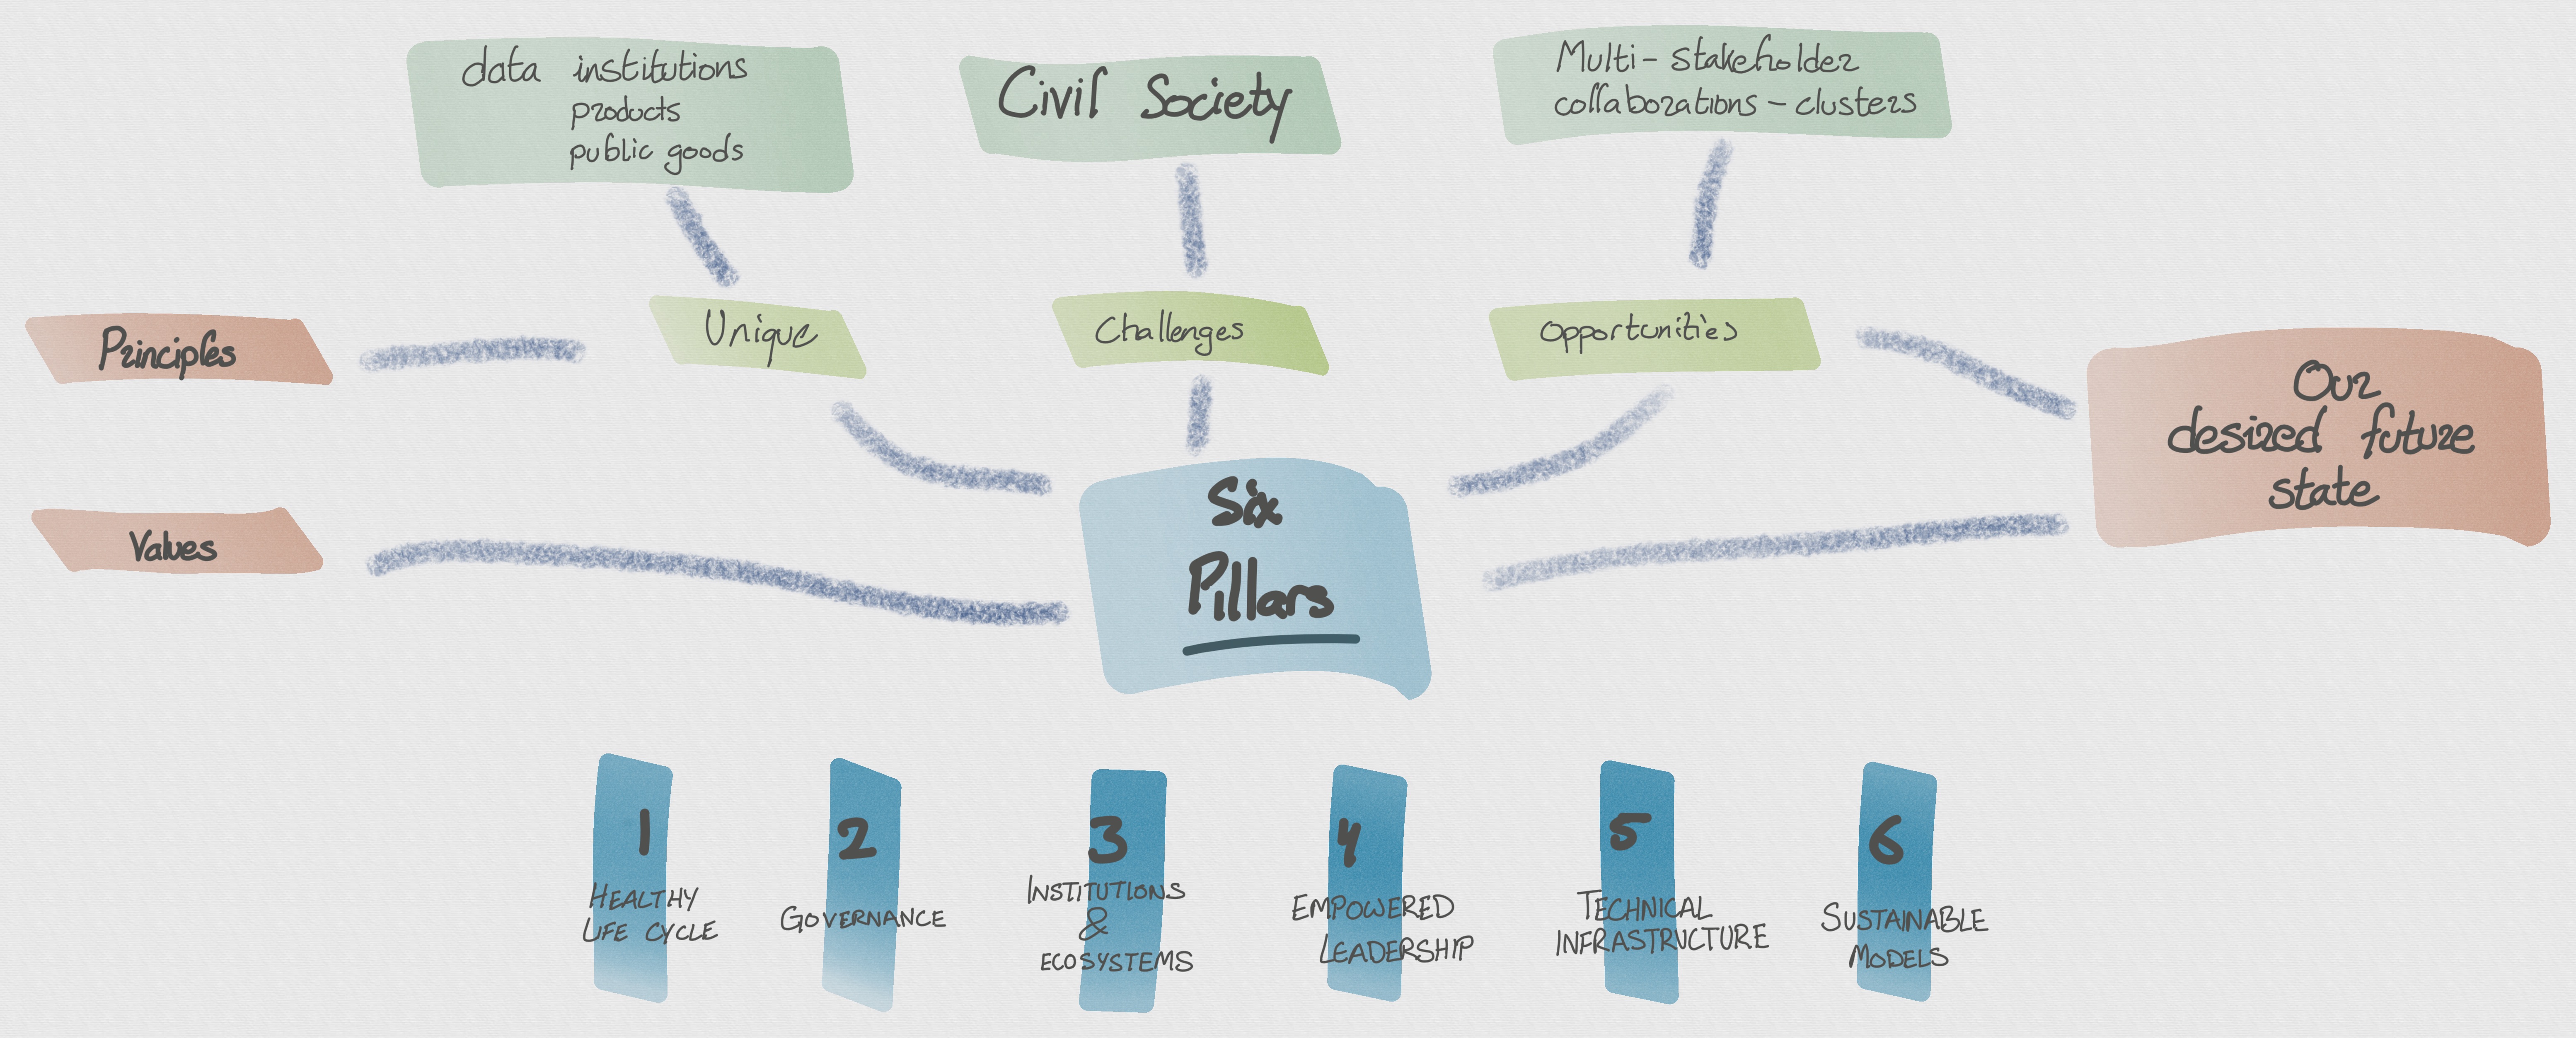 data institutions
products
public goods
Civil Society
Multi-stakeholder
collaborations - clusters
Principles
Unique
Challenges
Opportunities
Our
desired future
state
Values
Six
Pillars
1
HEALTHY
LIFE CYCLE
2
GOVERNANCE
3
INSTITUTIONS
&
ECOSYSTEMS
4
EMPOWERED
LEADERSHIP
5
TECHNICAL
INFRASTRUCTURE
6
SUSTAINABLE
MODELS